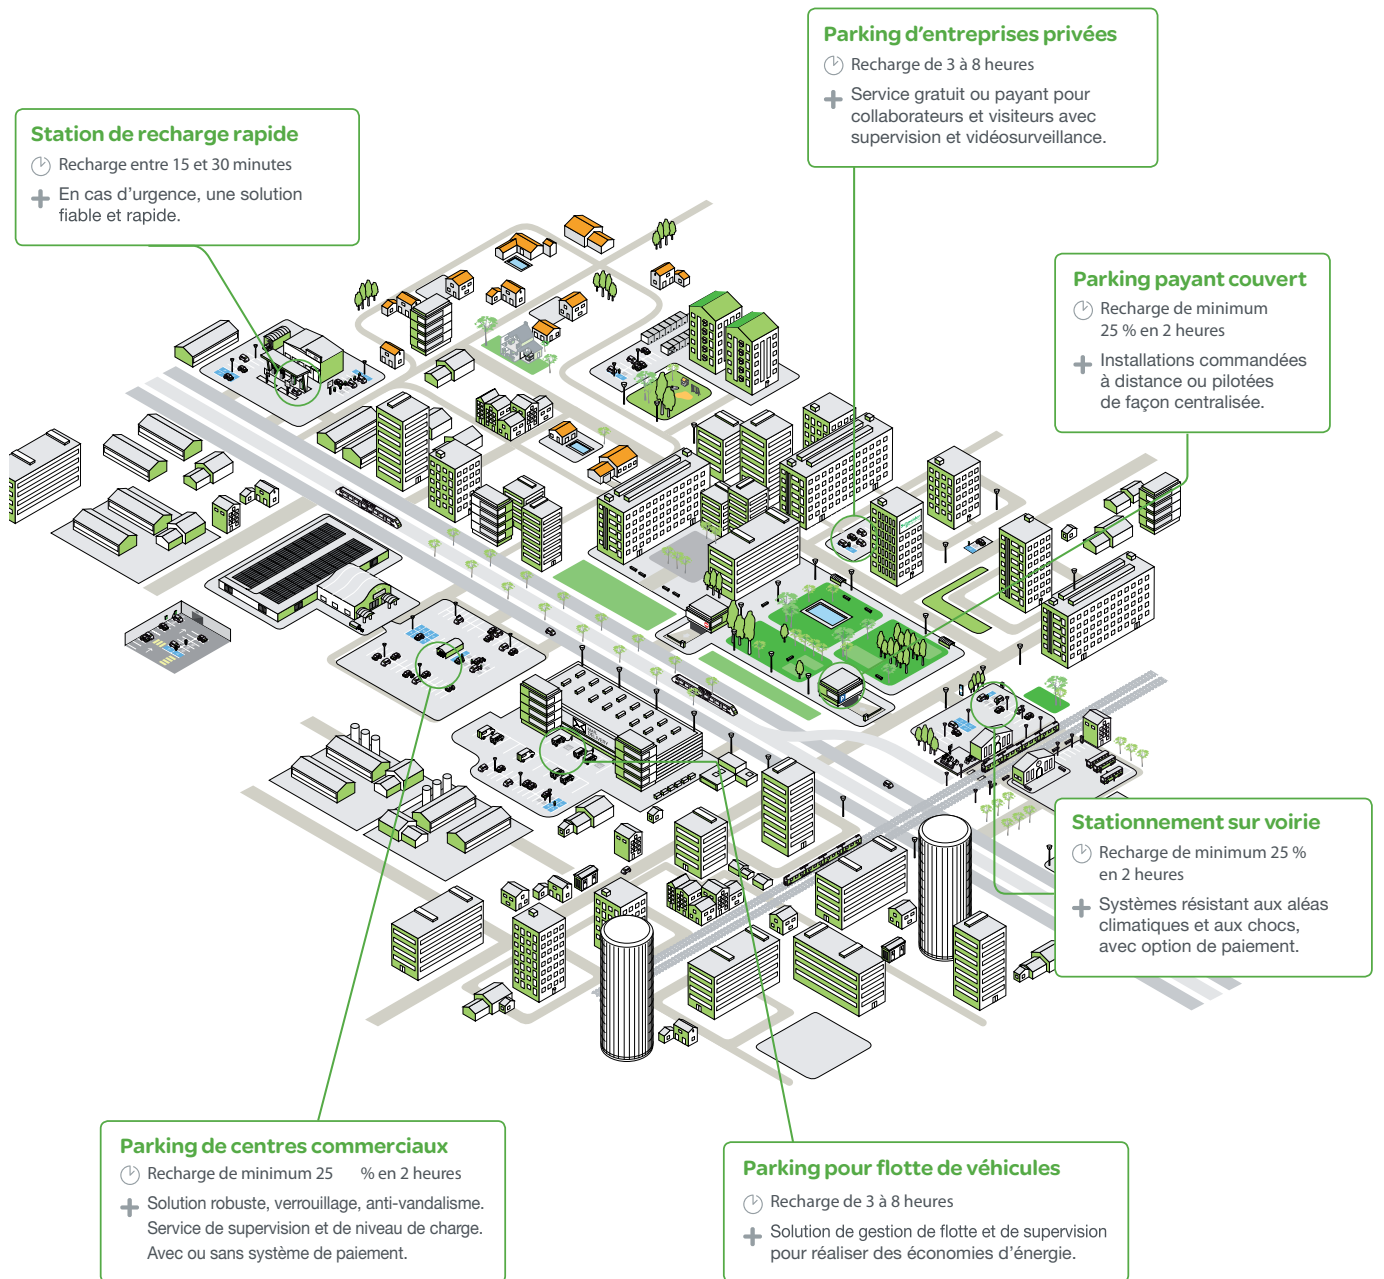 Parking d'entreprises privées
Recharge de 3 à 8 heures
Service gratuit ou payant pour
collaborateurs et visiteurs avec
supervision et vidéosurveillance.
Station de recharge rapide
Recharge entre 15 et 30 minutes
En cas d'urgence, une solution
fiable et rapide.
Parking payant couvert
Recharge de minimum
25 % en 2 heures
Installations commandées
à distance ou pilotées
de façon centralisée.
Stationnement sur voirie
Recharge de minimum 25 %
en 2 heures
Systèmes résistant aux aléas
climatiques et aux chocs,
avec option de paiement.
Parking de centres commerciaux
Recharge de minimum 25 % en 2 heures
Solution robuste, verrouillage, anti-vandalisme.
Service de supervision et de niveau de charge.
Avec ou sans système de paiement.
Parking pour flotte de véhicules
Recharge de 3 à 8 heures
Solution de gestion de flotte et de supervision
pour réaliser des économies d'énergie.